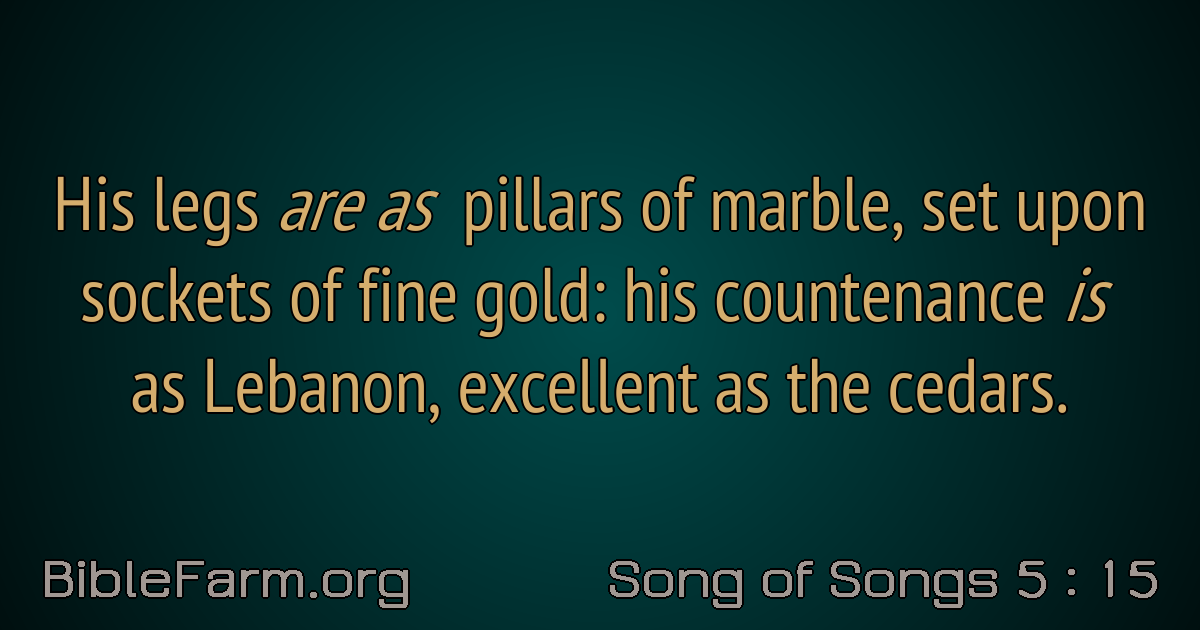 His legs are as pillars of marble, set upon
sockets of fine gold: his countenance is
as Lebanon, excellent as the cedars.
BibleFarm.org
Song of Songs 5 : 15